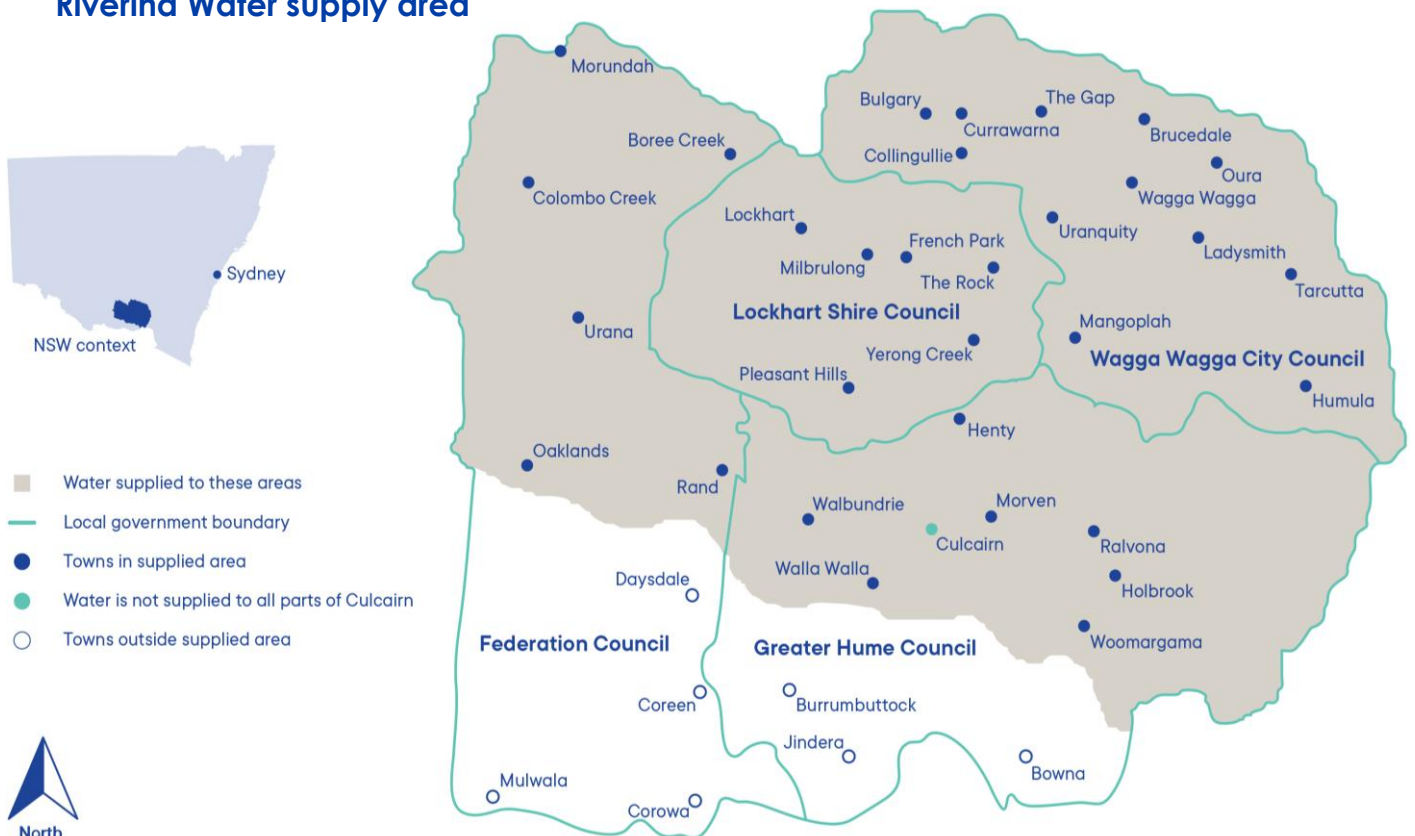 Riverina Water supply area
Morundah
Bulgary
The Gap
Currawarna
Brucedale
Boree Creek
Collingullie
Oura
Colombo Creek
Wagga Wagga
Lockhart
Uranquity
French Park
Ladysmith
Milbrulong
The Rock
Tarcutta
Sydney
Lockhart Shire Council
Mangoplah
Urana
NSW context
Yerong Creek
Wagga Wagga City Council
Pleasant Hills
Humula
Henty
Oaklands
Rand
Water supplied to these areas
Local government boundary
Towns in supplied area
Water is not supplied to all parts of Culcairn
Towns outside supplied area
Walbundrie
Morven
Culcairn
Ralvona
Walla Walla
Daysdale
Holbrook
Federation Council
Greater Hume Council
Woomargama
Coreen
Burrumbuttock
Jindera
Mulwala
Bowna
Corowa
North